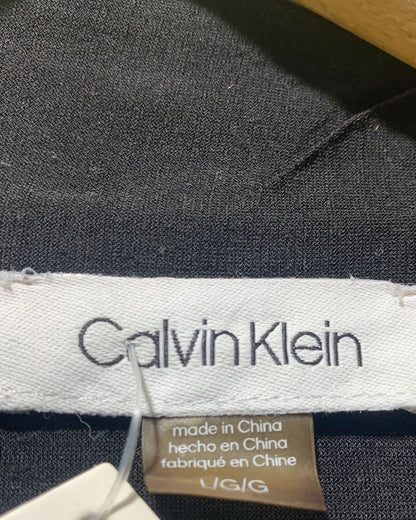 Calvin Klein
made in China
hecho en China
fabriqué en Chine
L/G/G